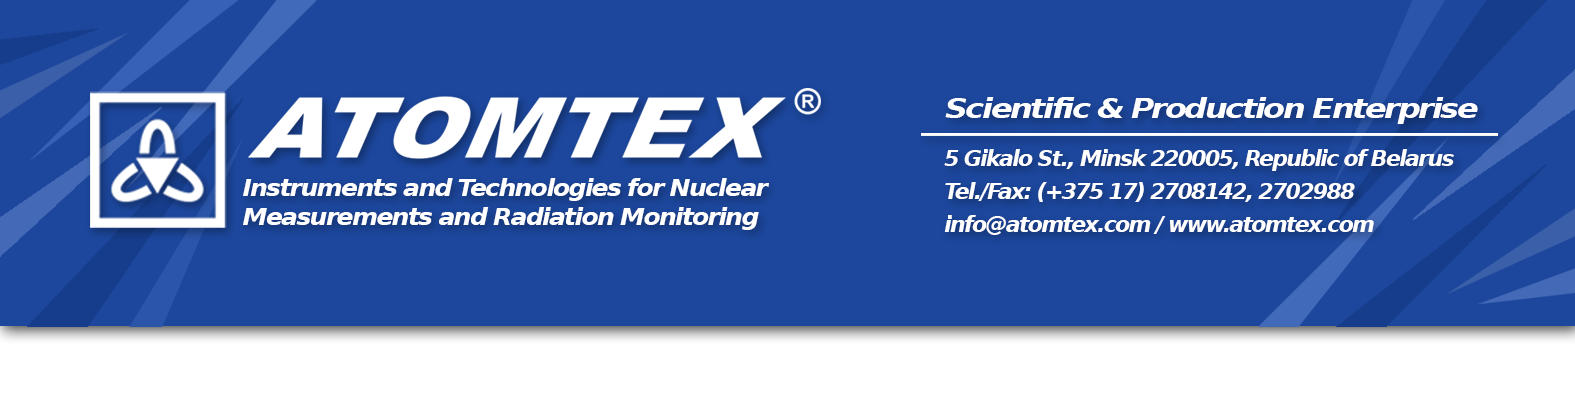 ATOMTEX ®
Instruments and Technologies for Nuclear
Measurements and Radiation Monitoring
Scientific & Production Enterprise
5 Gikalo St., Minsk 220005, Republic of Belarus
Tel./Fax: (+375 17) 2708142, 2702988
info@atomtex.com / www.atomtex.com